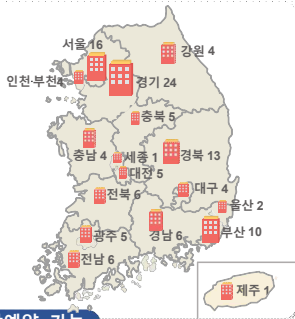 서울 16
강원 4
인천·부천4
경기 24
충북 5
충남 4
세종 1
경북 13
대전 5
전북 6
대구 4
울산 2
광주 5
경남 6
부산 10
전남 6
제주 1